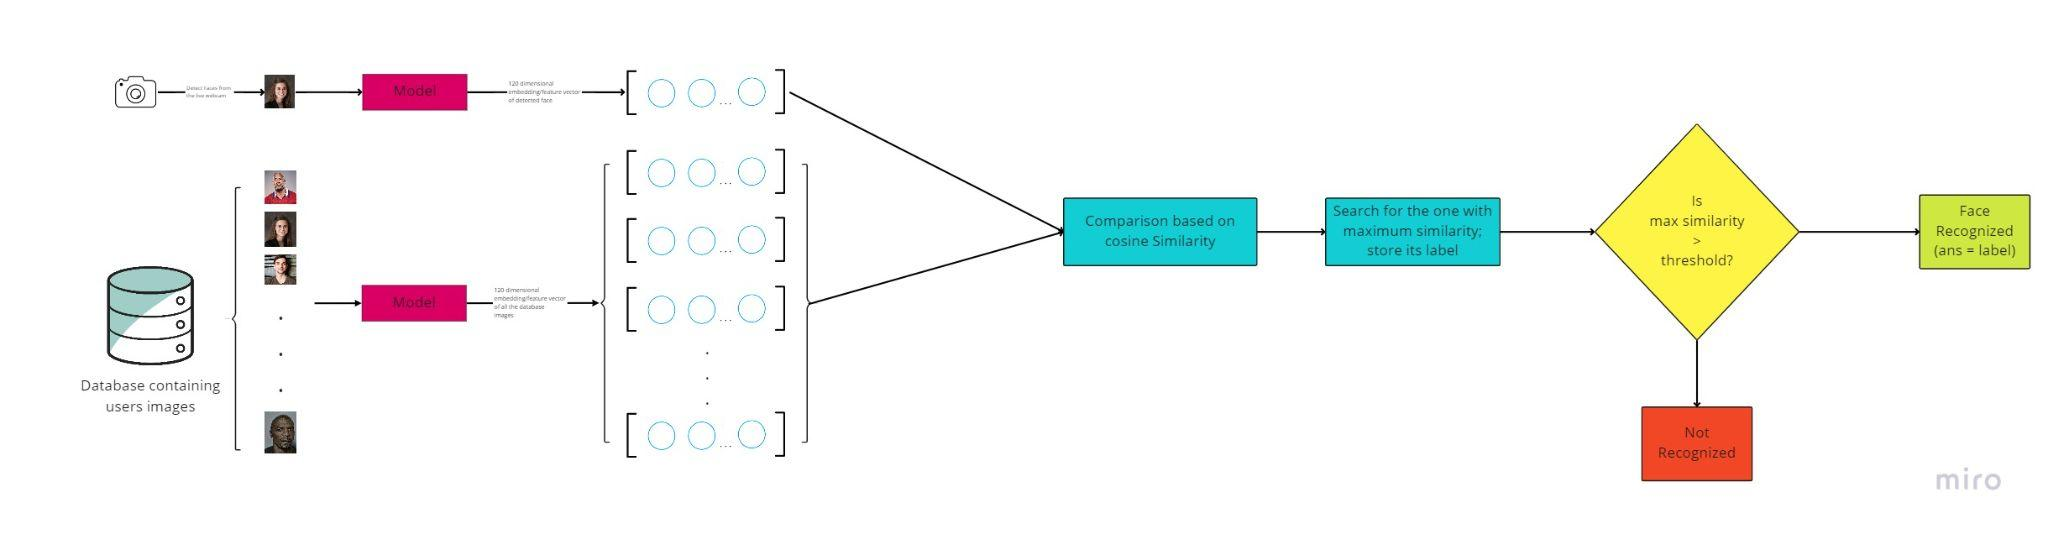 Detect Faces from
the live webcam
Model
120 dimensional
embedding/feature vector
of detected face
...
...
...
...
...
Database containing
users images
Model
120 dimensional
embedding/feature vector
of all the database
images
Comparison based on
cosine Similarity
Search for the one with
maximum similarity;
store its label
Is
max similarity
>
threshold?
Face
Recognized
(ans = label)
Not
Recognized
miro